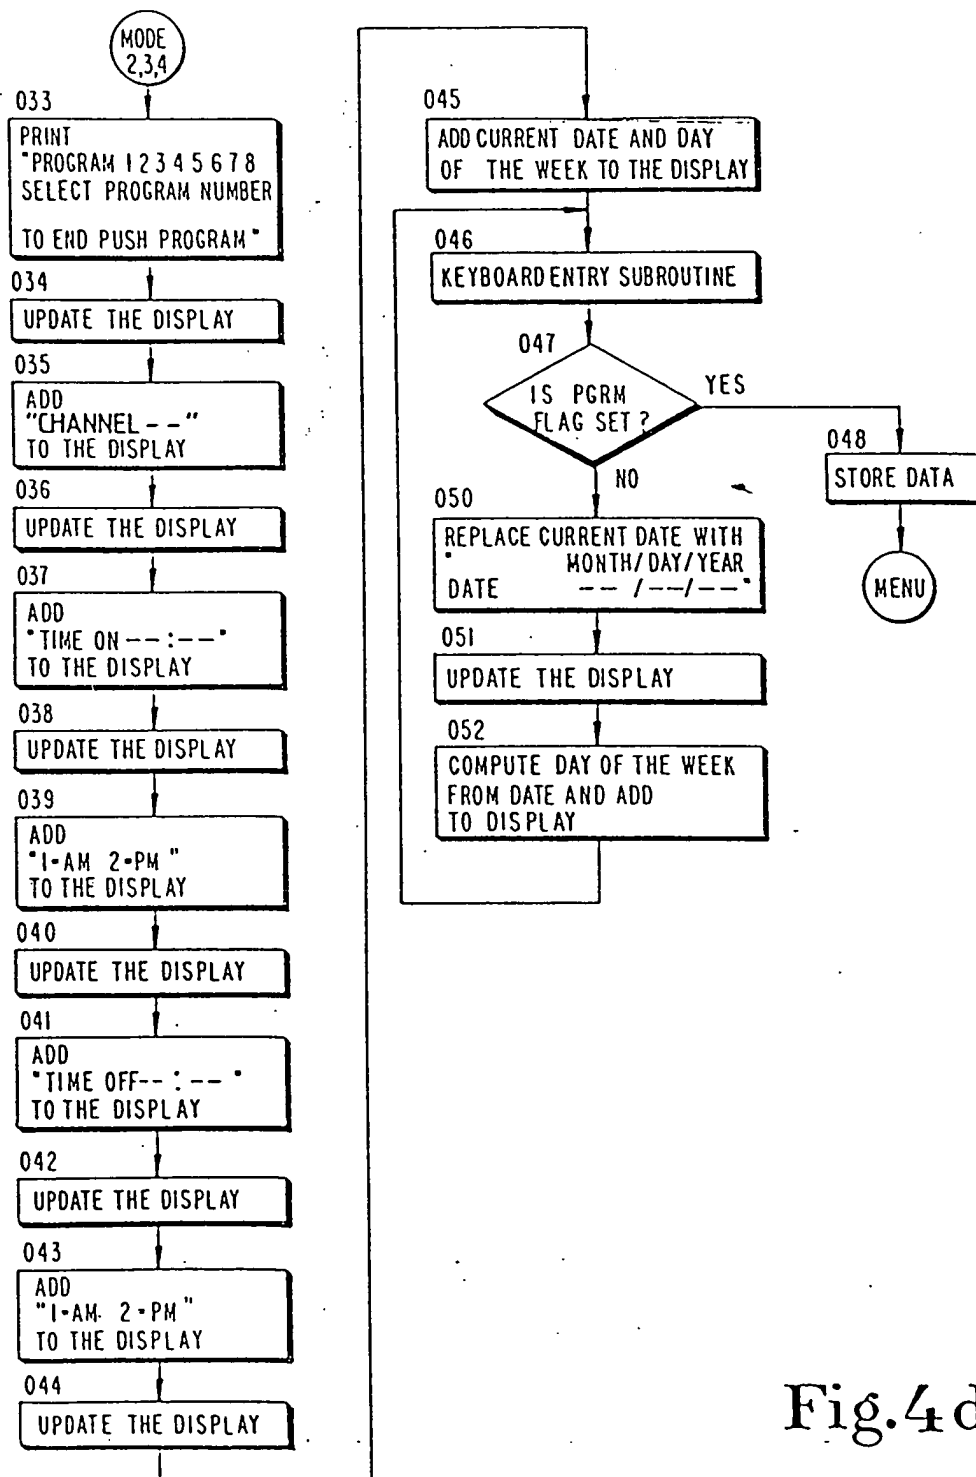 MODE
2,3,4
033
PRINT
"PROGRAM 1 2 3 4 5 6 7 8
SELECT PROGRAM NUMBER
TO END PUSH PROGRAM"
034
UPDATE THE DISPLAY
035
ADD
"CHANNEL --"
TO THE DISPLAY
036
UPDATE THE DISPLAY
037
ADD
"TIME ON --:--"
TO THE DISPLAY
038
UPDATE THE DISPLAY
039
ADD
"1-AM 2-PM"
TO THE DISPLAY
040
UPDATE THE DISPLAY
041
ADD
"TIME OFF--:--"
TO THE DISPLAY
042
UPDATE THE DISPLAY
043
ADD
"1-AM 2-PM"
TO THE DISPLAY
044
UPDATE THE DISPLAY
045
ADD CURRENT DATE AND DAY
OF THE WEEK TO THE DISPLAY
046
KEYBOARD ENTRY SUBROUTINE
047
IS PGRM
FLAG SET?
YES
048
STORE DATA
MENU
NO
050
REPLACE CURRENT DATE WITH
" MONTH/DAY/YEAR
DATE --/--/--"
051
UPDATE THE DISPLAY
052
COMPUTE DAY OF THE WEEK
FROM DATE AND ADD
TO DISPLAY
Fig.4d